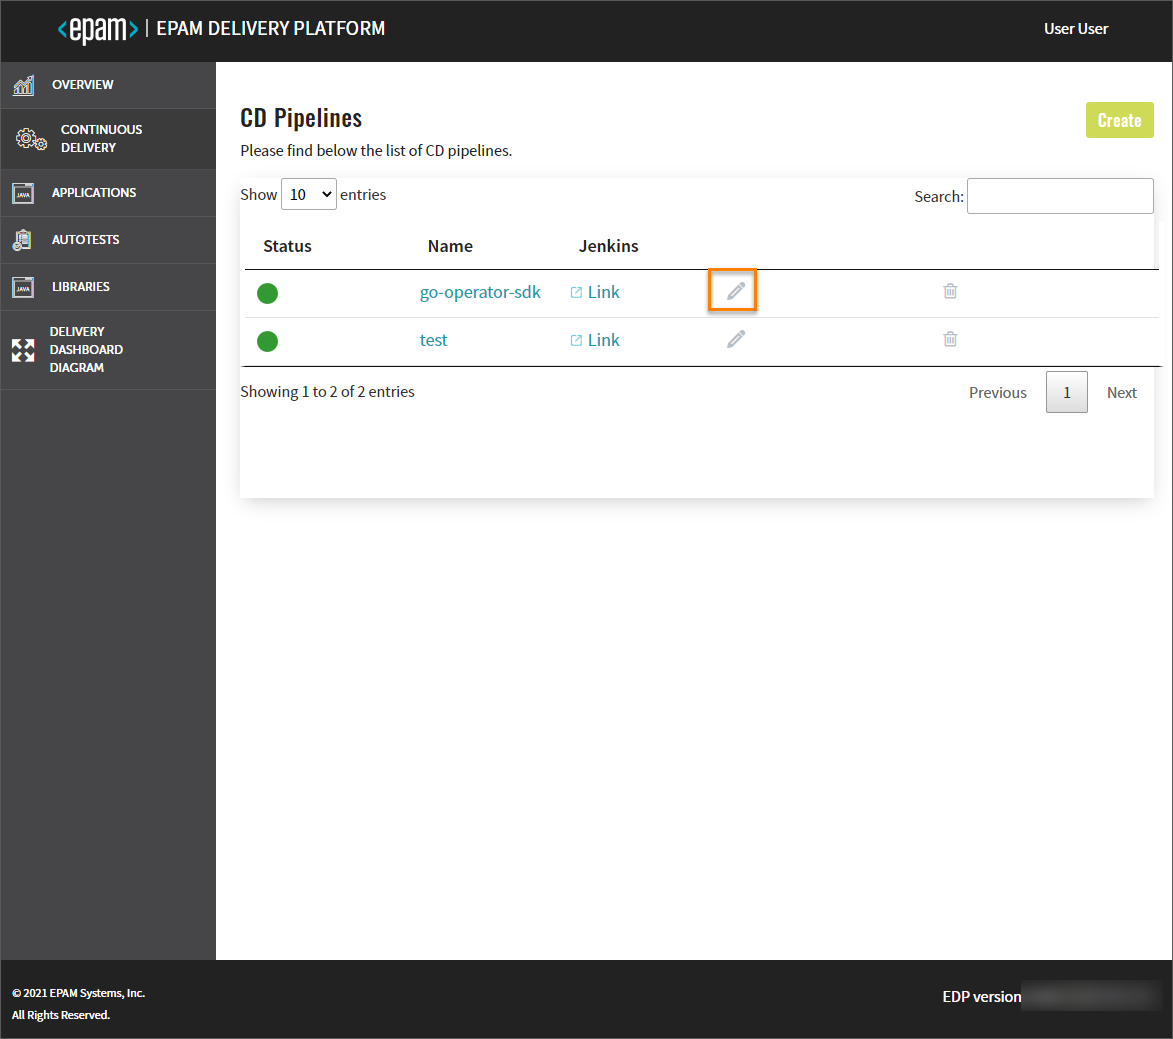 <epam> | EPAM DELIVERY PLATFORM
User User
OVERVIEW
CONTINUOUS
DELIVERY
APPLICATIONS
AUTOTESTS
LIBRARIES
DELIVERY
DASHBOARD
DIAGRAM
CD Pipelines
Create
Please find below the list of CD pipelines.
Show 10 entries
Search:
Status Name Jenkins
go-operator-sdk Link
test Link
Showing 1 to 2 of 2 entries
Previous 1 Next
© 2021 EPAM Systems, Inc.
All Rights Reserved.
EDP version
JAVA
JAVA